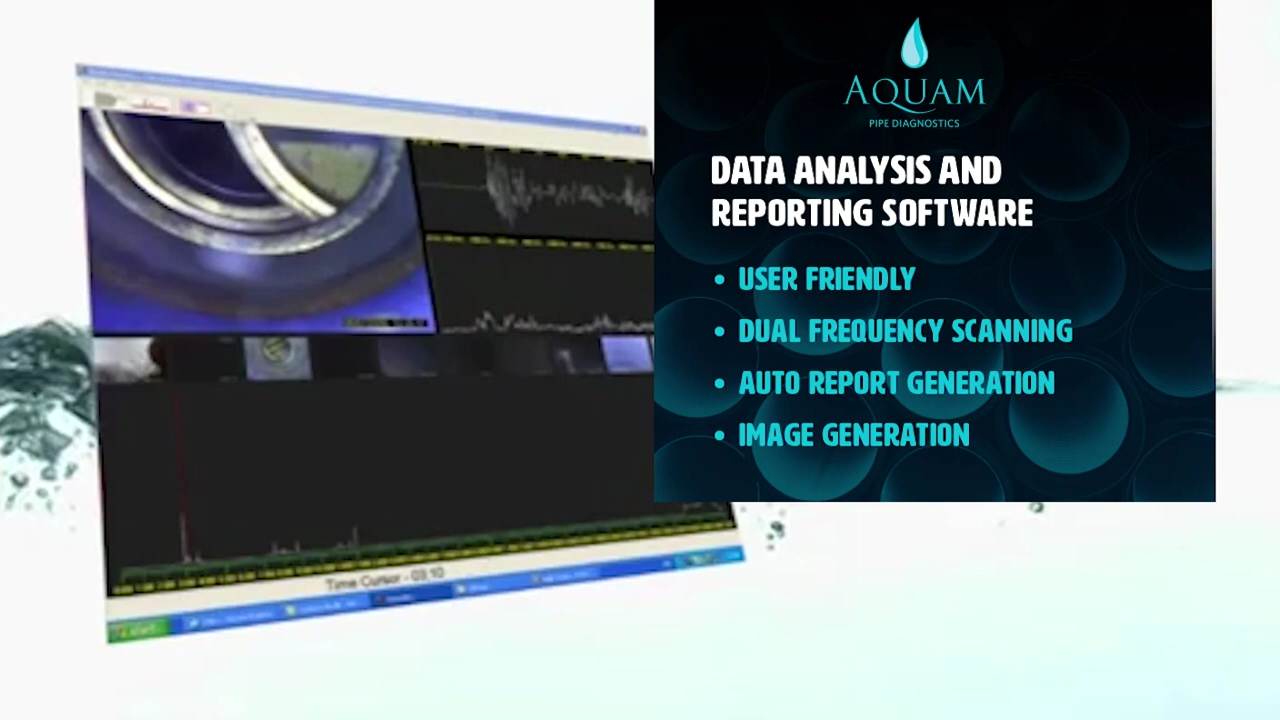 AQUAM
PIPE DIAGNOSTICS
DATA ANALYSIS AND
REPORTING SOFTWARE
• USER FRIENDLY
• DUAL FREQUENCY SCANNING
• AUTO REPORT GENERATION
• IMAGE GENERATION
Time Cursor - 03:10